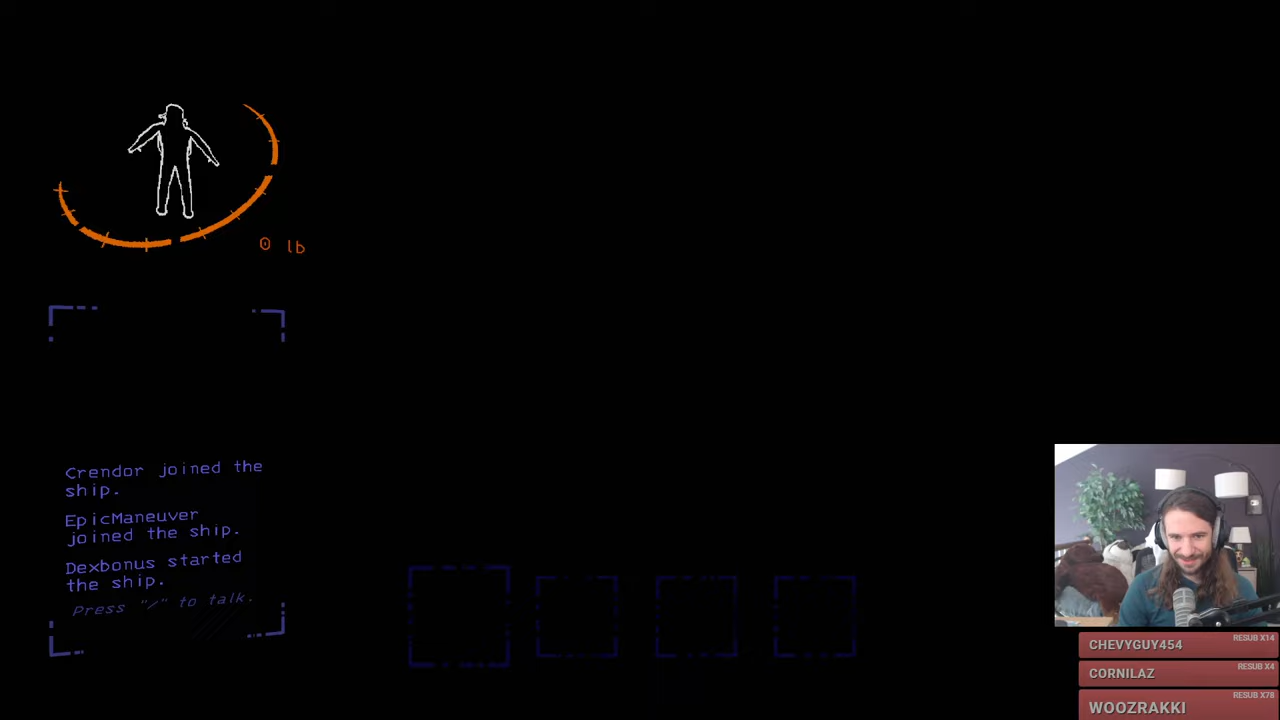 0 lb
Crendor joined the
ship.
EpicManeuver
joined the ship.
Dexbonus started
the ship.
Press "/" to talk.
CHEVYGUY454
RESUB X14
CORNILAZ
RESUB X4
WOOZRAKKI
RESUB X78